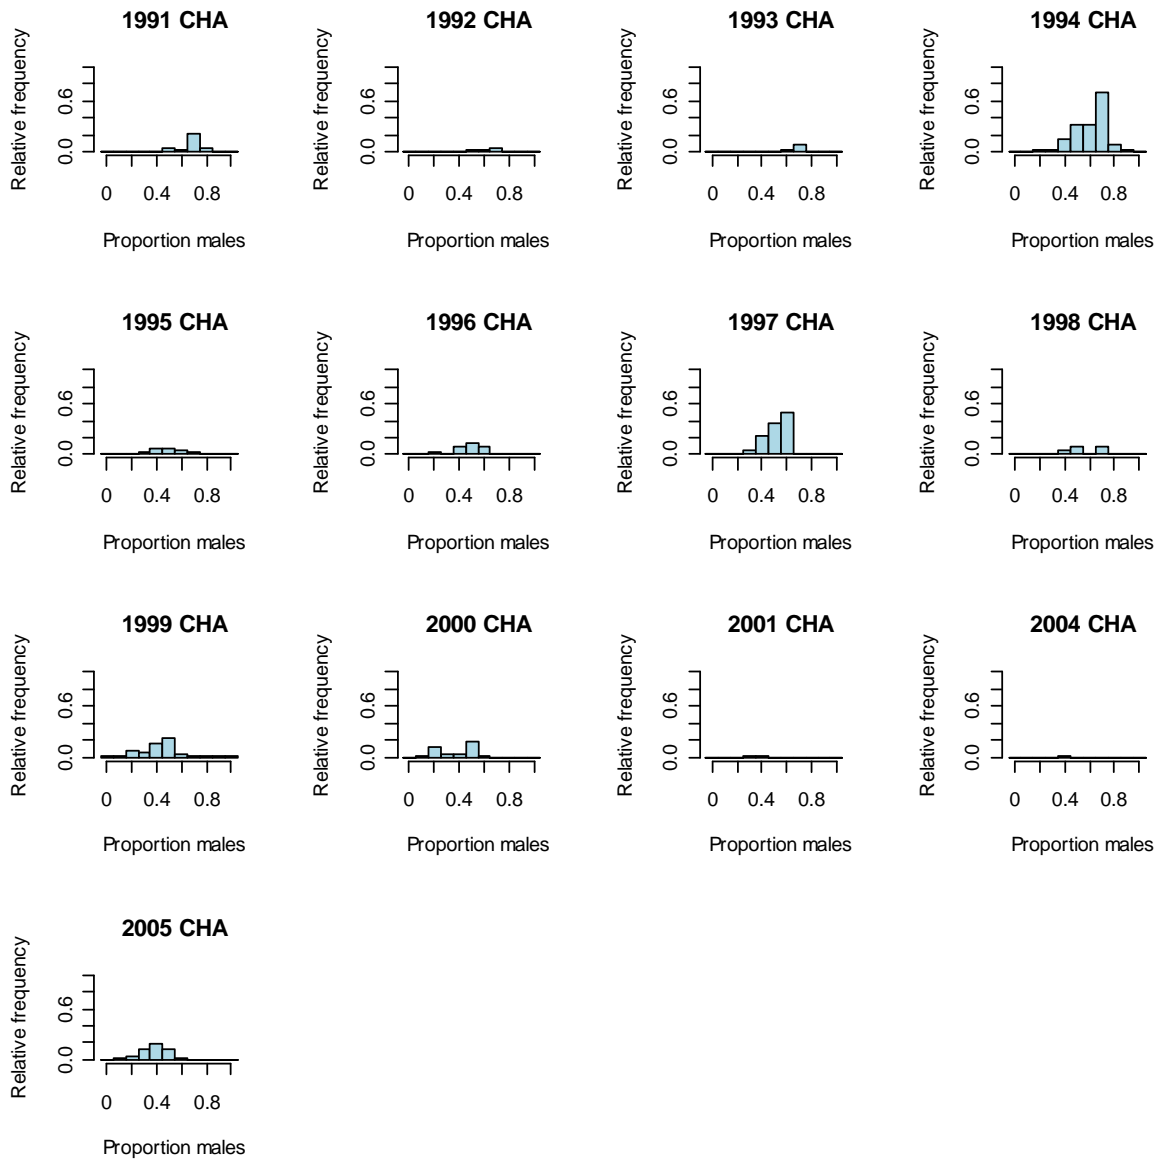 1991 CHA
Relative frequency
0.0 0.6
0 0.4 0.8
Proportion males
1992 CHA
Relative frequency
0.0 0.6
0 0.4 0.8
Proportion males
1993 CHA
Relative frequency
0.0 0.6
0 0.4 0.8
Proportion males
1994 CHA
Relative frequency
0.0 0.6
0 0.4 0.8
Proportion males
1995 CHA
Relative frequency
0.0 0.6
0 0.4 0.8
Proportion males
1996 CHA
Relative frequency
0.0 0.6
0 0.4 0.8
Proportion males
1997 CHA
Relative frequency
0.0 0.6
0 0.4 0.8
Proportion males
1998 CHA
Relative frequency
0.0 0.6
0 0.4 0.8
Proportion males
1999 CHA
Relative frequency
0.0 0.6
0 0.4 0.8
Proportion males
2000 CHA
Relative frequency
0.0 0.6
0 0.4 0.8
Proportion males
2001 CHA
Relative frequency
0.0 0.6
0 0.4 0.8
Proportion males
2004 CHA
Relative frequency
0.0 0.6
0 0.4 0.8
Proportion males
2005 CHA
Relative frequency
0.0 0.6
0 0.4 0.8
Proportion males